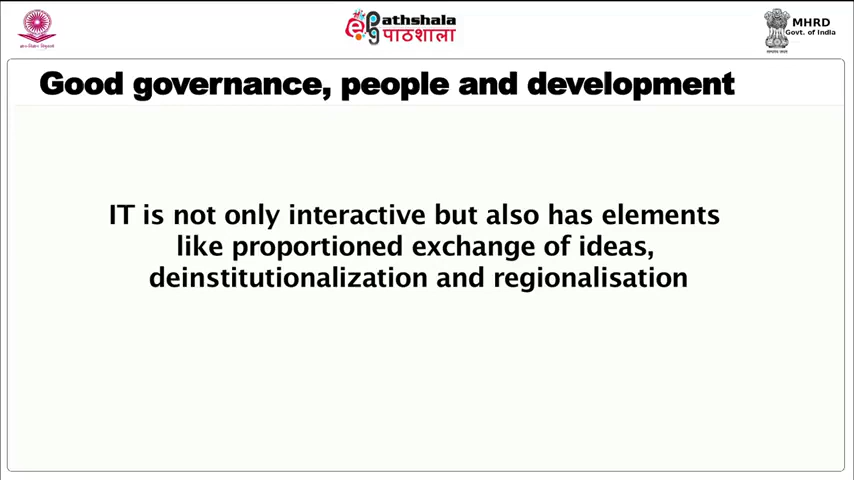 ePathshala
पाठशाला
MHRD
Govt. of India
Good governance, people and development
IT is not only interactive but also has elements
like proportioned exchange of ideas,
deinstitutionalization and regionalisation